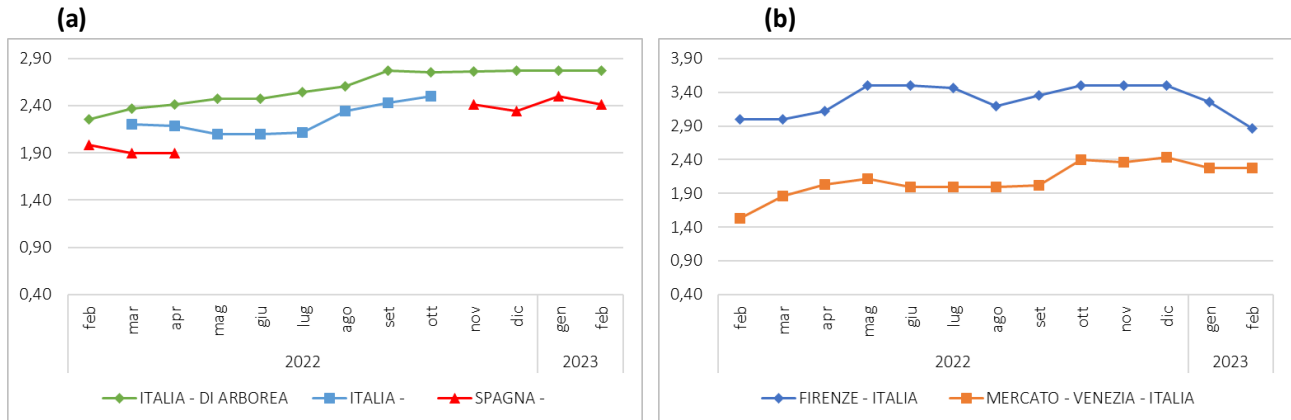 (a)
2,90
2,40
1,90
1,40
0,90
0,40
feb mar apr mag giu lug ago set ott nov dic gen feb
2022 2023
ITALIA - DI ARBOREA ITALIA - SPAGNA -
(b)
3,90
3,40
2,90
2,40
1,90
1,40
0,90
0,40
feb mar apr mag giu lug ago set ott nov dic gen feb
2022 2023
FIRENZE - ITALIA MERCATO - VENEZIA - ITALIA